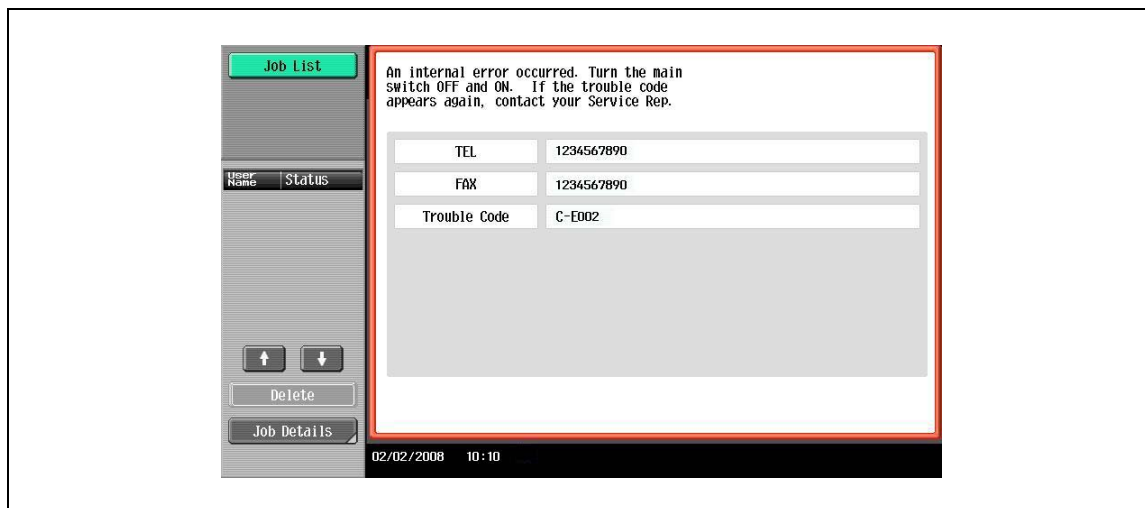 Job List
An internal error occurred. Turn the main
switch OFF and ON.  If the trouble code
appears again, contact your Service Rep.
TEL 1234567890
User Name Status
FAX 1234567890
Trouble Code C-E002
Delete
Job Details
02/02/2008 10:10